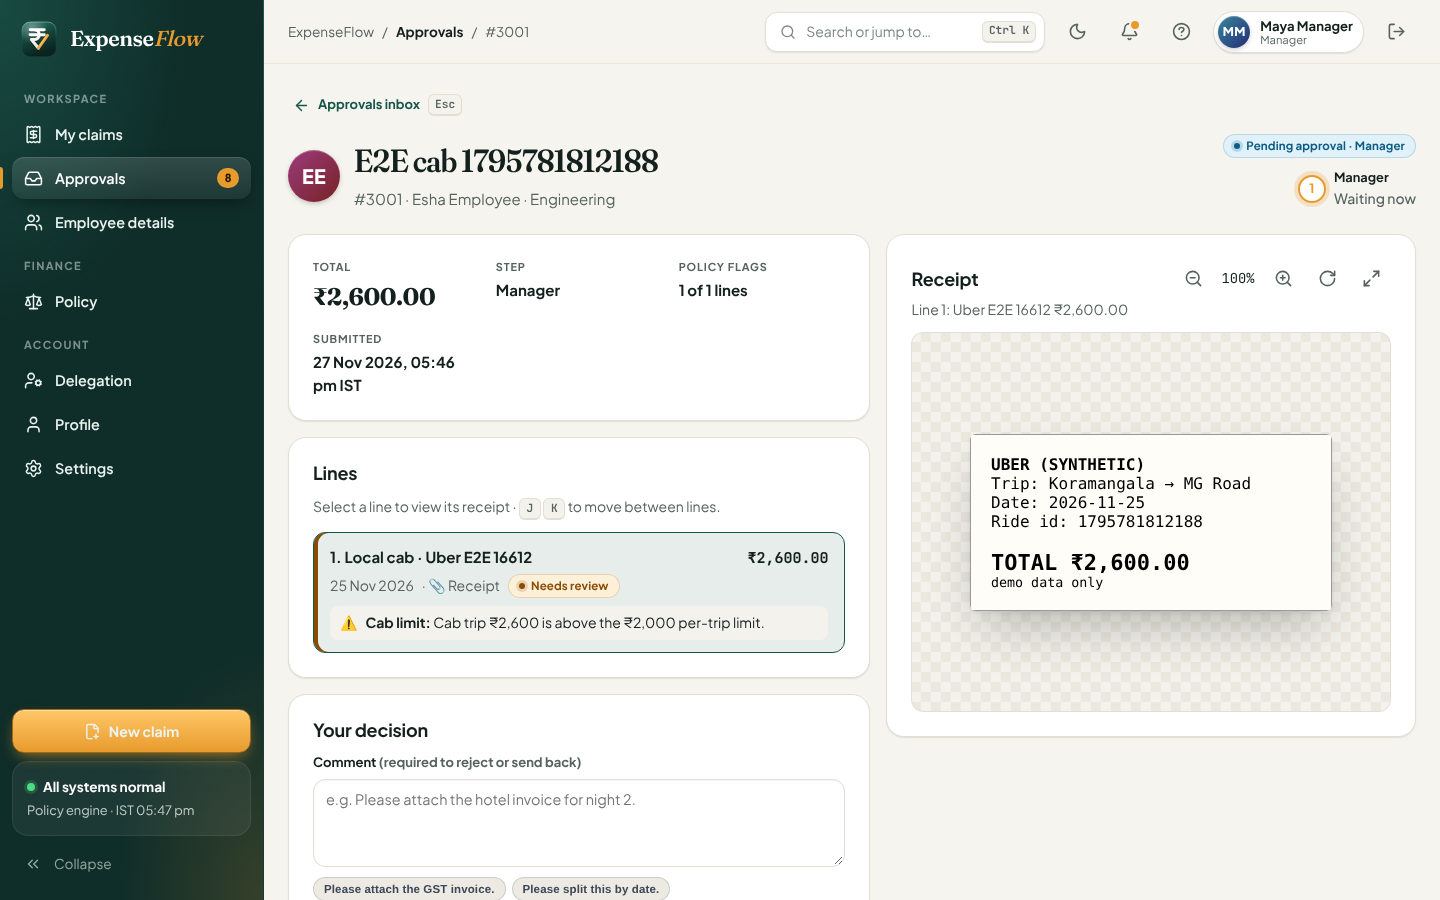 ExpenseFlow
WORKSPACE
My claims
Approvals 8
Employee details
FINANCE
Policy
ACCOUNT
Delegation
Profile
Settings
New claim
All systems normal
Policy engine · IST 05:47 pm
Collapse
ExpenseFlow / Approvals / #3001
Search or jump to… Ctrl K
MM Maya Manager
Manager
Approvals inbox Esc
EE
E2E cab 1795781812188
#3001 · Esha Employee · Engineering
Pending approval · Manager
1 Manager
Waiting now
TOTAL
₹2,600.00
STEP
Manager
POLICY FLAGS
1 of 1 lines
SUBMITTED
27 Nov 2026, 05:46
pm IST
Lines
Select a line to view its receipt · J K to move between lines.
1. Local cab · Uber E2E 16612 ₹2,600.00
25 Nov 2026 · 📎 Receipt Needs review
⚠️ Cab limit: Cab trip ₹2,600 is above the ₹2,000 per-trip limit.
Your decision
Comment (required to reject or send back)
e.g. Please attach the hotel invoice for night 2.
Please attach the GST invoice. Please split this by date.
Receipt
100%
Line 1: Uber E2E 16612 ₹2,600.00
UBER (SYNTHETIC)
Trip: Koramangala → MG Road
Date: 2026-11-25
Ride id: 1795781812188
TOTAL ₹2,600.00
demo data only